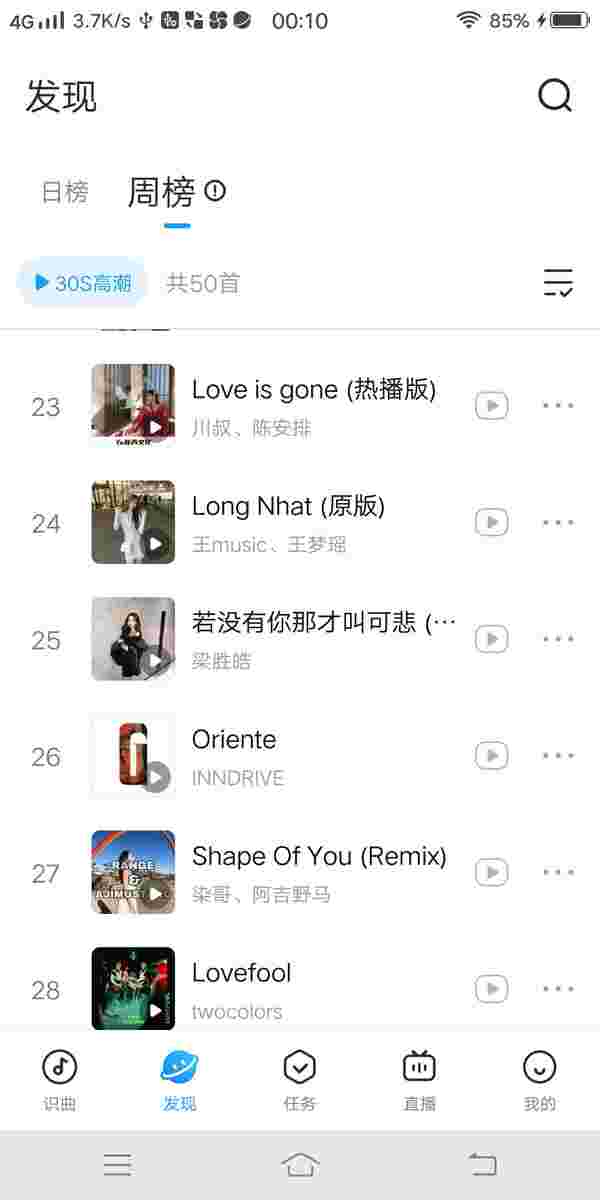 4G 3.7K/s 00:10 85%
发现
日榜 周榜
30S高潮 共50首
23 Love is gone (热播版)
川叔、陈安排
24 Long Nhat (原版)
王music、王梦瑶
25 若没有你那才叫可悲 (…
梁胜皓
26 Oriente
INNDRIVE
27 Shape Of You (Remix)
RANGE
&
染哥、阿吉野马
28 Lovefool
twocolors
识曲 发现 任务 直播 我的